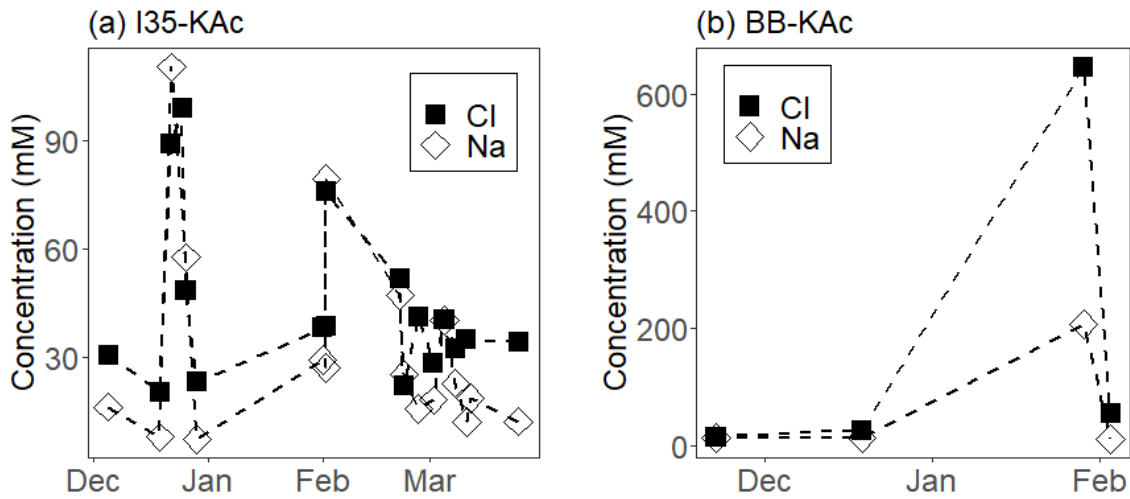 (a) I35-KAc
Concentration (mM)
90
60
30
Cl
Na
Dec Jan Feb Mar
(b) BB-KAc
Concentration (mM)
600
400
200
0
Cl
Na
Dec Jan Feb